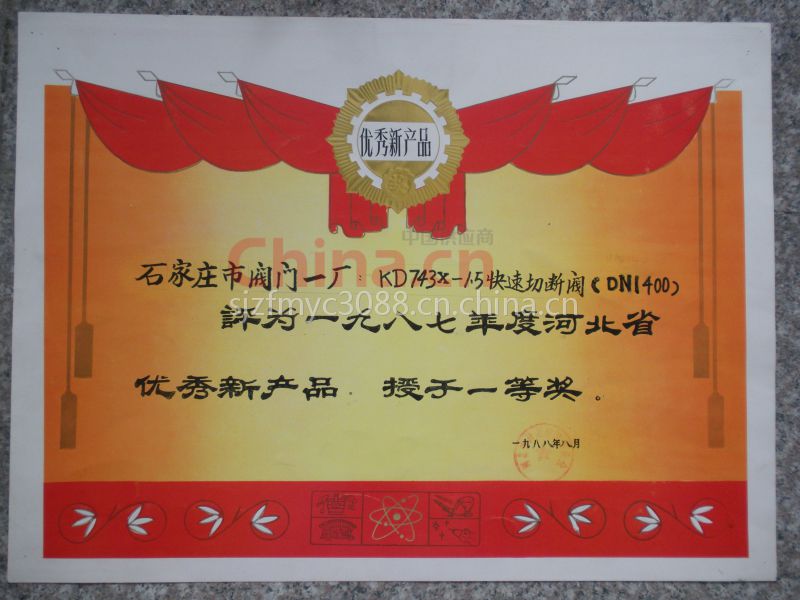 优秀新产品
China.cn
中国供应商
石家庄市阀门一厂：KD743X-1.5快速切断阀（DN1400）
sizfmyc3088.cn.china.cn
評为一九八七年度河北省
优秀新产品．授予一等奖。
一九八八年八月